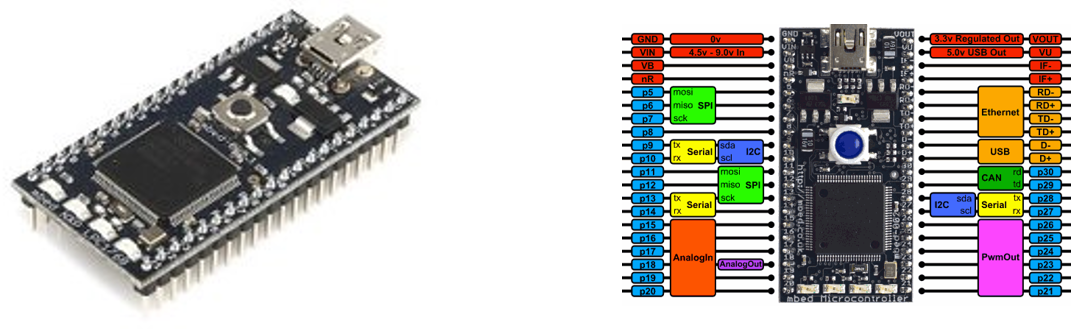 GND 0v
VIN 4.5v - 9.0v In
VB
nR
p5 mosi
p6 miso SPI
p7 sck
p8
p9 tx Serial sda I2C
p10 rx scl
p11 mosi
p12 miso SPI
p13 tx Serial sck
p14 rx
p15
p16
p17
AnalogIn
p18 AnalogOut
p19
p20
mbed Microcontroller
3.3v Regulated Out VOUT
5.0v USB Out VU
IF-
IF+
RD-
Ethernet RD+
TD-
TD+
USB D-
D+
CAN rd p30
td p29
I2C sda Serial tx p28
scl rx p27
p26
p25
p24
PwmOut
p23
p22
p21